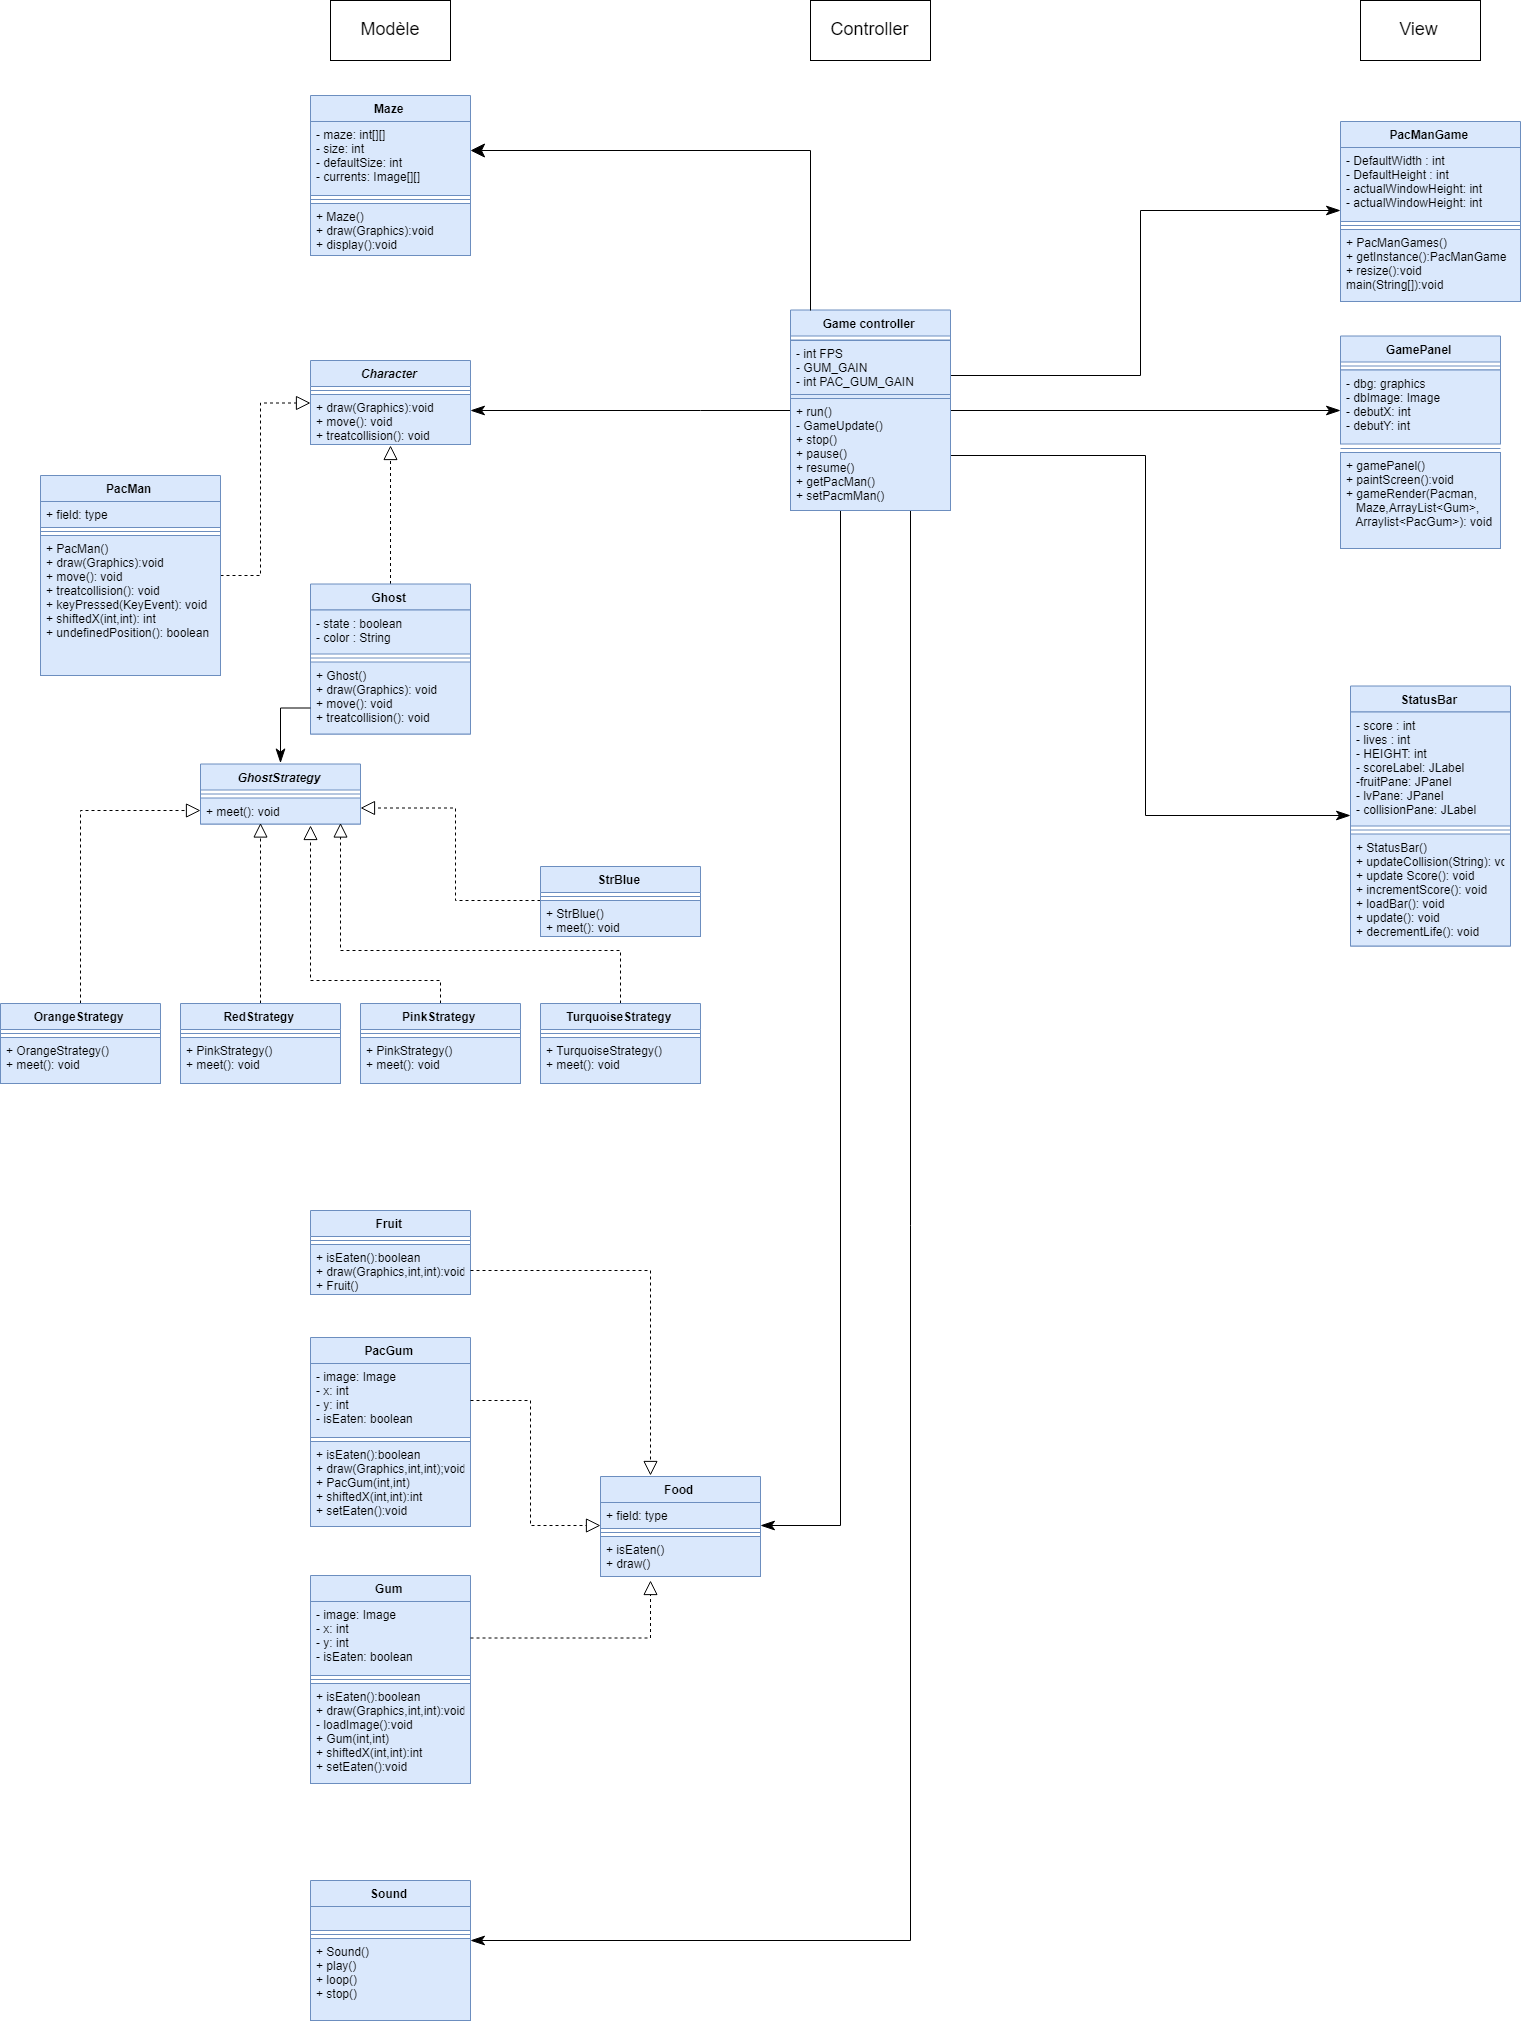 Modèle
Controller
View
Maze
- maze: int[][]
- size: int
- defaultSize: int
- currents: Image[][]
+ Maze()
+ draw(Graphics):void
+ display():void
PacManGame
- DefaultWidth : int
- DefaultHeight : int
- actualWindowHeight: int
- actualWindowHeight: int
+ PacManGames()
+ getInstance():PacManGame
+ resize():void
main(String[]):void
Game controller
- int FPS
- GUM_GAIN
- int PAC_GUM_GAIN
+ run()
- GameUpdate()
+ stop()
+ pause()
+ resume()
+ getPacMan()
+ setPacmMan()
GamePanel
- dbg: graphics
- dbImage: Image
- debutX: int
- debutY: int
+ gamePanel()
+ paintScreen():void
+ gameRender(Pacman,
Maze,ArrayList<Gum>,
Arraylist<PacGum>): void
Character
+ draw(Graphics):void
+ move(): void
+ treatcollision(): void
PacMan
+ field: type
+ PacMan()
+ draw(Graphics):void
+ move(): void
+ treatcollision(): void
+ keyPressed(KeyEvent): void
+ shiftedX(int,int): int
+ undefinedPosition(): boolean
Ghost
- state : boolean
- color : String
+ Ghost()
+ draw(Graphics): void
+ move(): void
+ treatcollision(): void
StatusBar
- score : int
- lives : int
- HEIGHT: int
- scoreLabel: JLabel
-fruitPane: JPanel
- lvPane: JPanel
- collisionPane: JLabel
+ StatusBar()
+ updateCollision(String): vo
+ update Score(): void
+ incrementScore(): void
+ loadBar(): void
+ update(): void
+ decrementLife(): void
GhostStrategy
+ meet(): void
StrBlue
+ StrBlue()
+ meet(): void
OrangeStrategy
+ OrangeStrategy()
+ meet(): void
RedStrategy
+ PinkStrategy()
+ meet(): void
PinkStrategy
+ PinkStrategy()
+ meet(): void
TurquoiseStrategy
+ TurquoiseStrategy()
+ meet(): void
Fruit
+ isEaten():boolean
+ draw(Graphics,int,int):void
+ Fruit()
PacGum
- image: Image
- x: int
- y: int
- isEaten: boolean
+ isEaten():boolean
+ draw(Graphics,int,int);void
+ PacGum(int,int)
+ shiftedX(int,int):int
+ setEaten():void
Food
+ field: type
+ isEaten()
+ draw()
Gum
- image: Image
- x: int
- y: int
- isEaten: boolean
+ isEaten():boolean
+ draw(Graphics,int,int):void
- loadImage():void
+ Gum(int,int)
+ shiftedX(int,int):int
+ setEaten():void
Sound
+ Sound()
+ play()
+ loop()
+ stop()